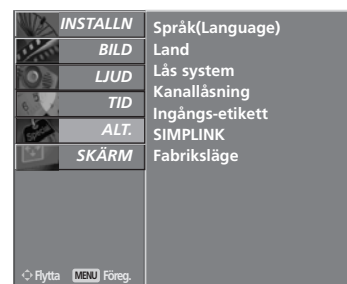 INSTALLN
BILD
LJUD
TID
ALT.
SKÄRM
Språk(Language)
Land
Lås system
Kanallåsning
Ingångs-etikett
SIMPLINK
Fabriksläge
Flytta MENU Föreg.